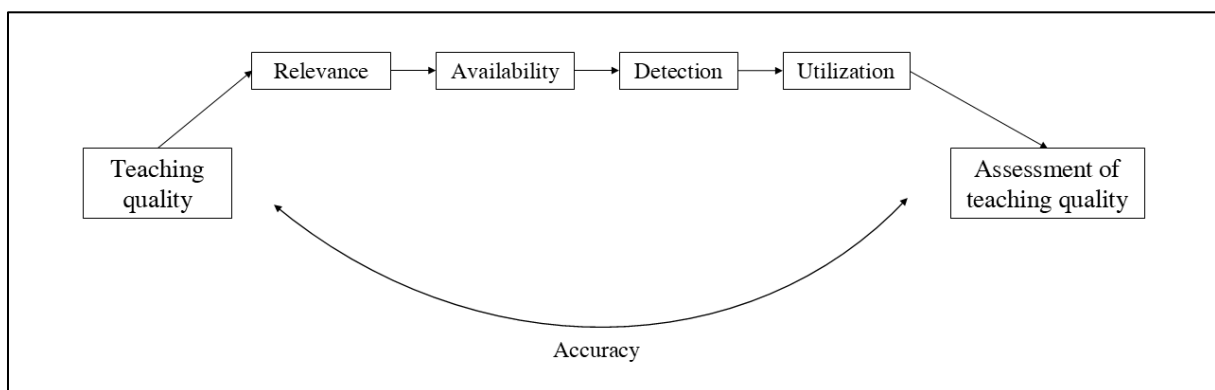 Relevance
Availability
Detection
Utilization
Teaching
quality
Assessment of
teaching quality
Accuracy